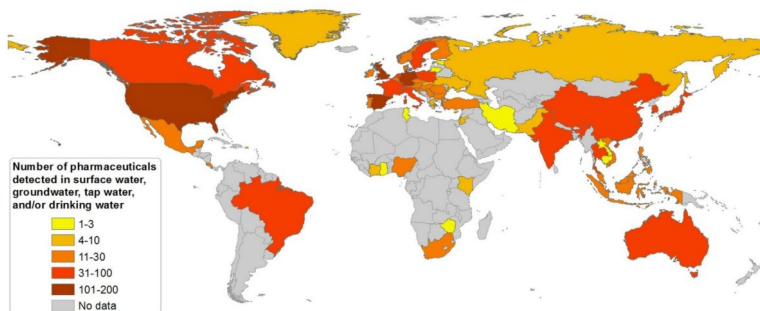 Number of pharmaceuticals
detected in surface water,
groundwater, tap water,
and/or drinking water
1-3
4-10
11-30
31-100
101-200
No data